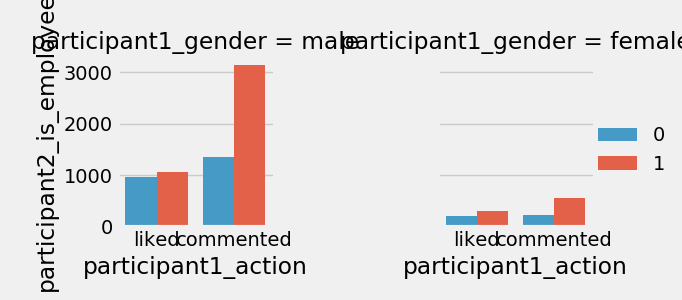 participant1_gender = male
participant1_gender = female
participant2_is_employee
3000
2000
1000
0
liked
commented
participant1_action
liked
commented
participant1_action
0
1